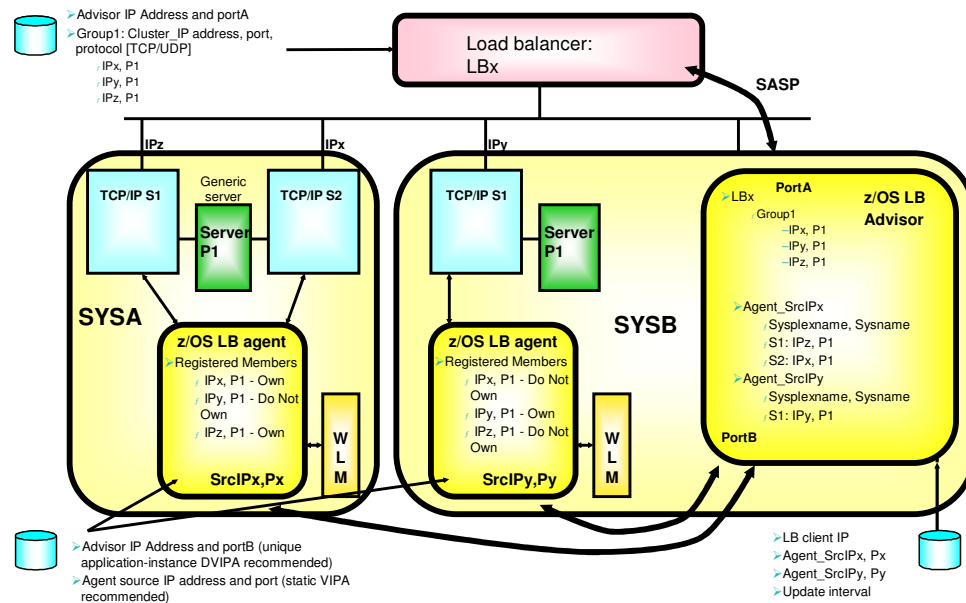 Advisor IP Address and portA
Group1: Cluster_IP address, port,
protocol [TCP/UDP]
IPx, P1
IPy, P1
IPz, P1
Load balancer:
LBx
SASP
IPz
IPx
IPy
TCP/IP S1
Generic
server
Server
P1
TCP/IP S2
SYSA
z/OS LB agent
Registered Members
IPx, P1 - Own
IPy, P1 - Do Not
Own
IPz, P1 - Own
SrcIPx,Px
W
L
M
TCP/IP S1
Server
P1
SYSB
z/OS LB agent
Registered Members
IPx, P1 - Do Not
Own
IPy, P1 - Own
IPz, P1 - Do Not
Own
SrcIPy,Py
W
L
M
PortA
z/OS LB
Advisor
LBx
Group1
–IPx, P1
–IPy, P1
–IPz, P1
Agent_SrcIPx
Sysplexname, Sysname
S1: IPz, P1
S2: IPx, P1
Agent_SrcIPy
Sysplexname, Sysname
S1: IPy, P1
PortB
Advisor IP Address and portB (unique
application-instance DVIPA recommended)
Agent source IP address and port (static VIPA
recommended)
LB client IP
Agent_SrcIPx, Px
Agent_SrcIPy, Py
Update interval